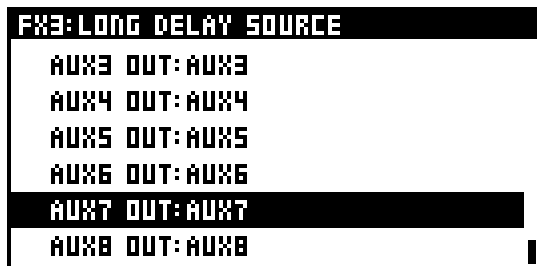 FX3:LONG DELAY SOURCE
AUX3 OUT:AUX3
AUX4 OUT:AUX4
AUX5 OUT:AUX5
AUX6 OUT:AUX6
AUX7 OUT:AUX7
AUX8 OUT:AUX8